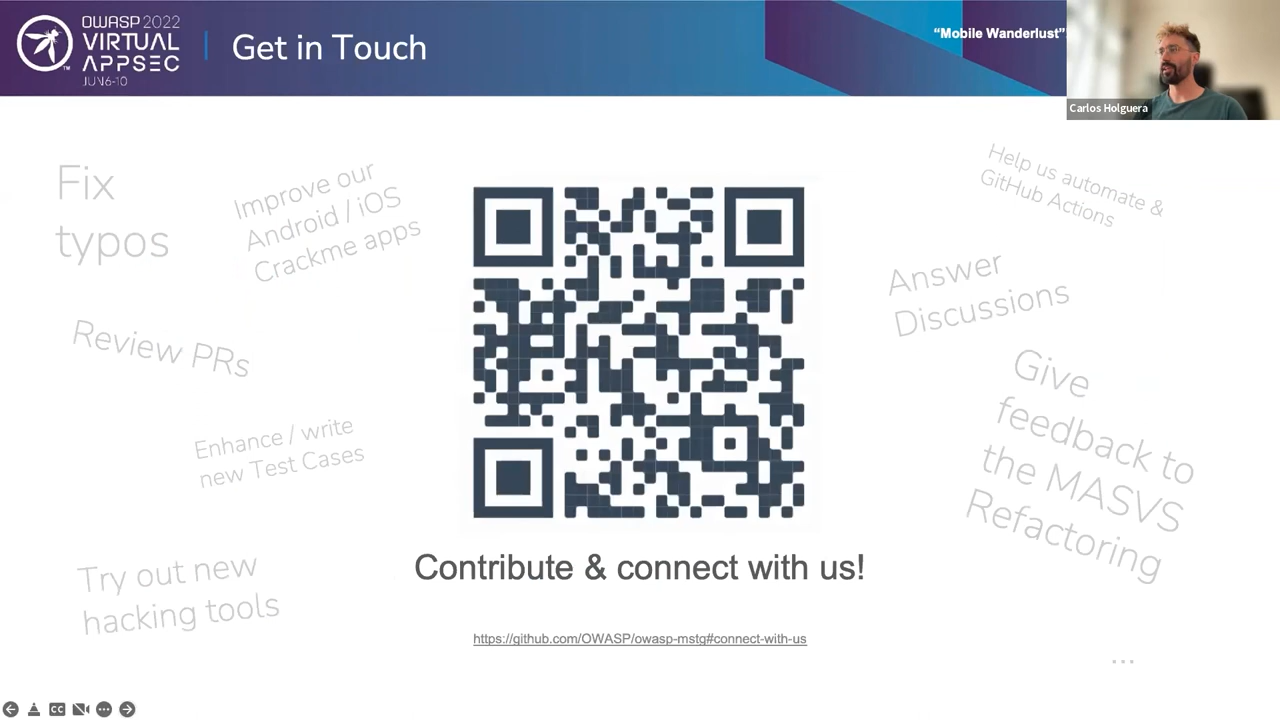 OWASP 2022
VIRTUAL
APPSEC
JUN6-10
Get in Touch
“Mobile Wanderlust”
Carlos Holguera
Fix
typos
Improve our
Android / iOS
Crackme apps
Help us automate &
GitHub Actions
Answer
Discussions
Review PRs
Give
feedback to
the MASVS
Refactoring
Enhance / write
new Test Cases
Try out new
hacking tools
Contribute & connect with us!
https://github.com/OWASP/owasp-mstg#connect-with-us
...
CC